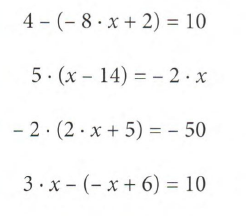 4 – (– 8 · x + 2) = 10
5 · (x – 14) = – 2 · x
– 2 · (2 · x + 5) = – 50
3 · x – (– x + 6) = 10